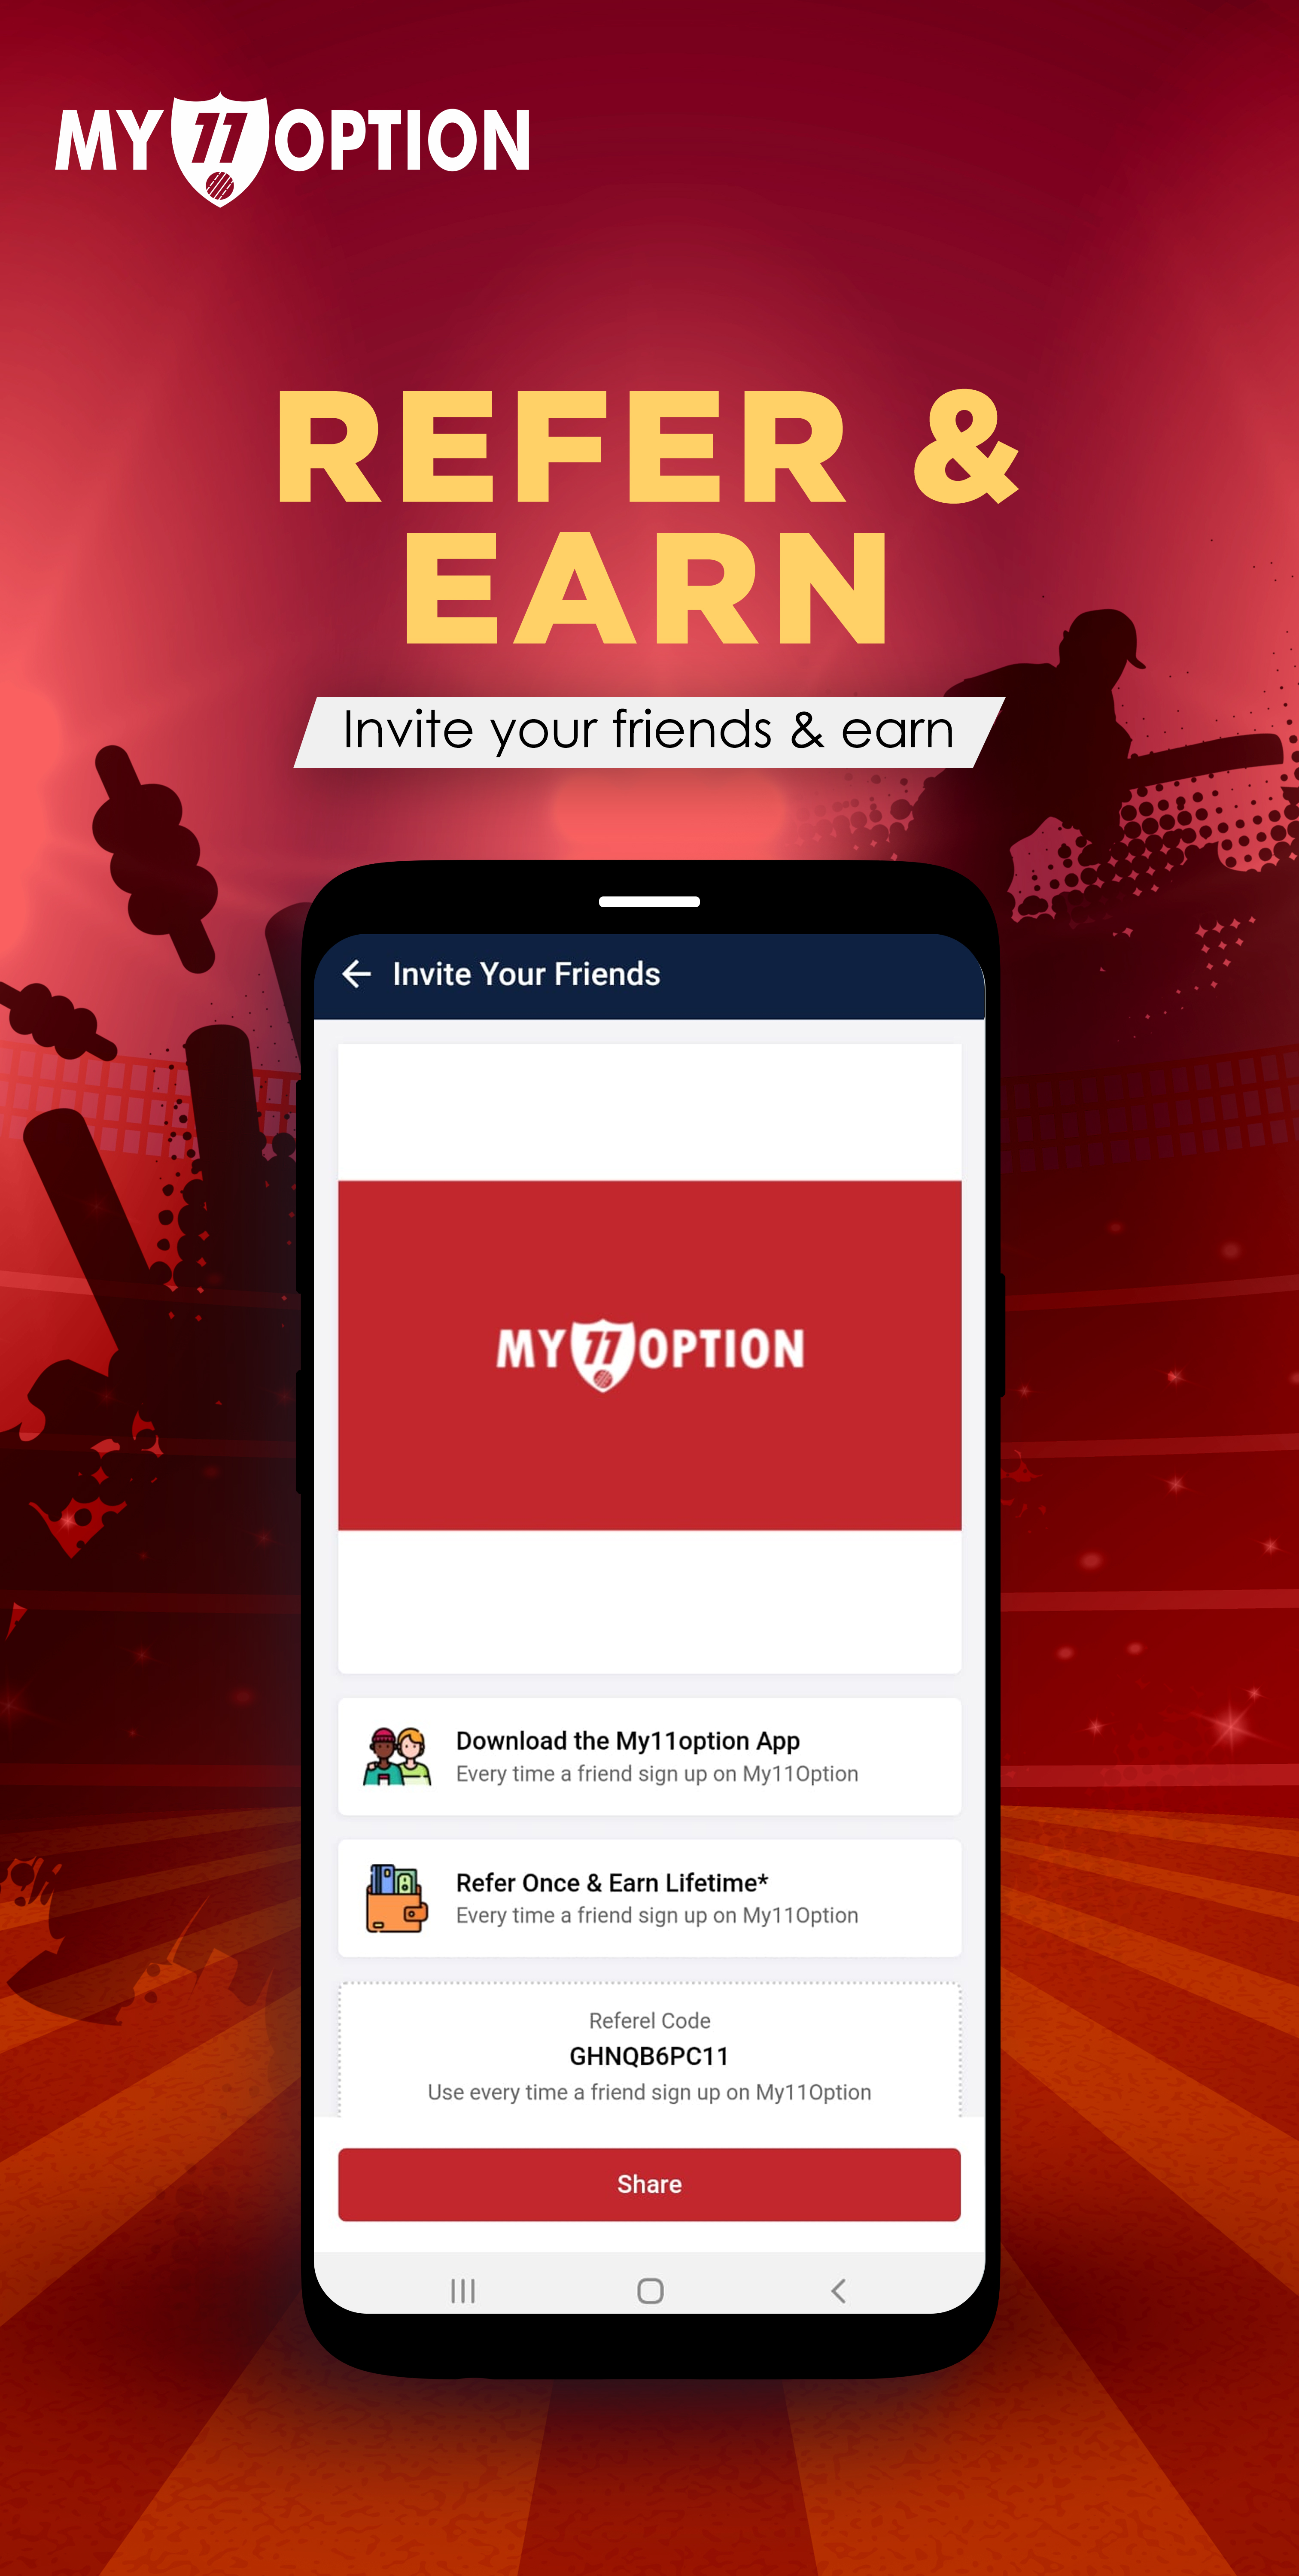 MY 11 OPTION
REFER &
EARN
Invite your friends & earn
Invite Your Friends
MY 11 OPTION
Download the My11option App
Every time a friend sign up on My11Option
Refer Once & Earn Lifetime*
Every time a friend sign up on My11Option
Referel Code
GHNQB6PC11
Use every time a friend sign up on My11Option
Share